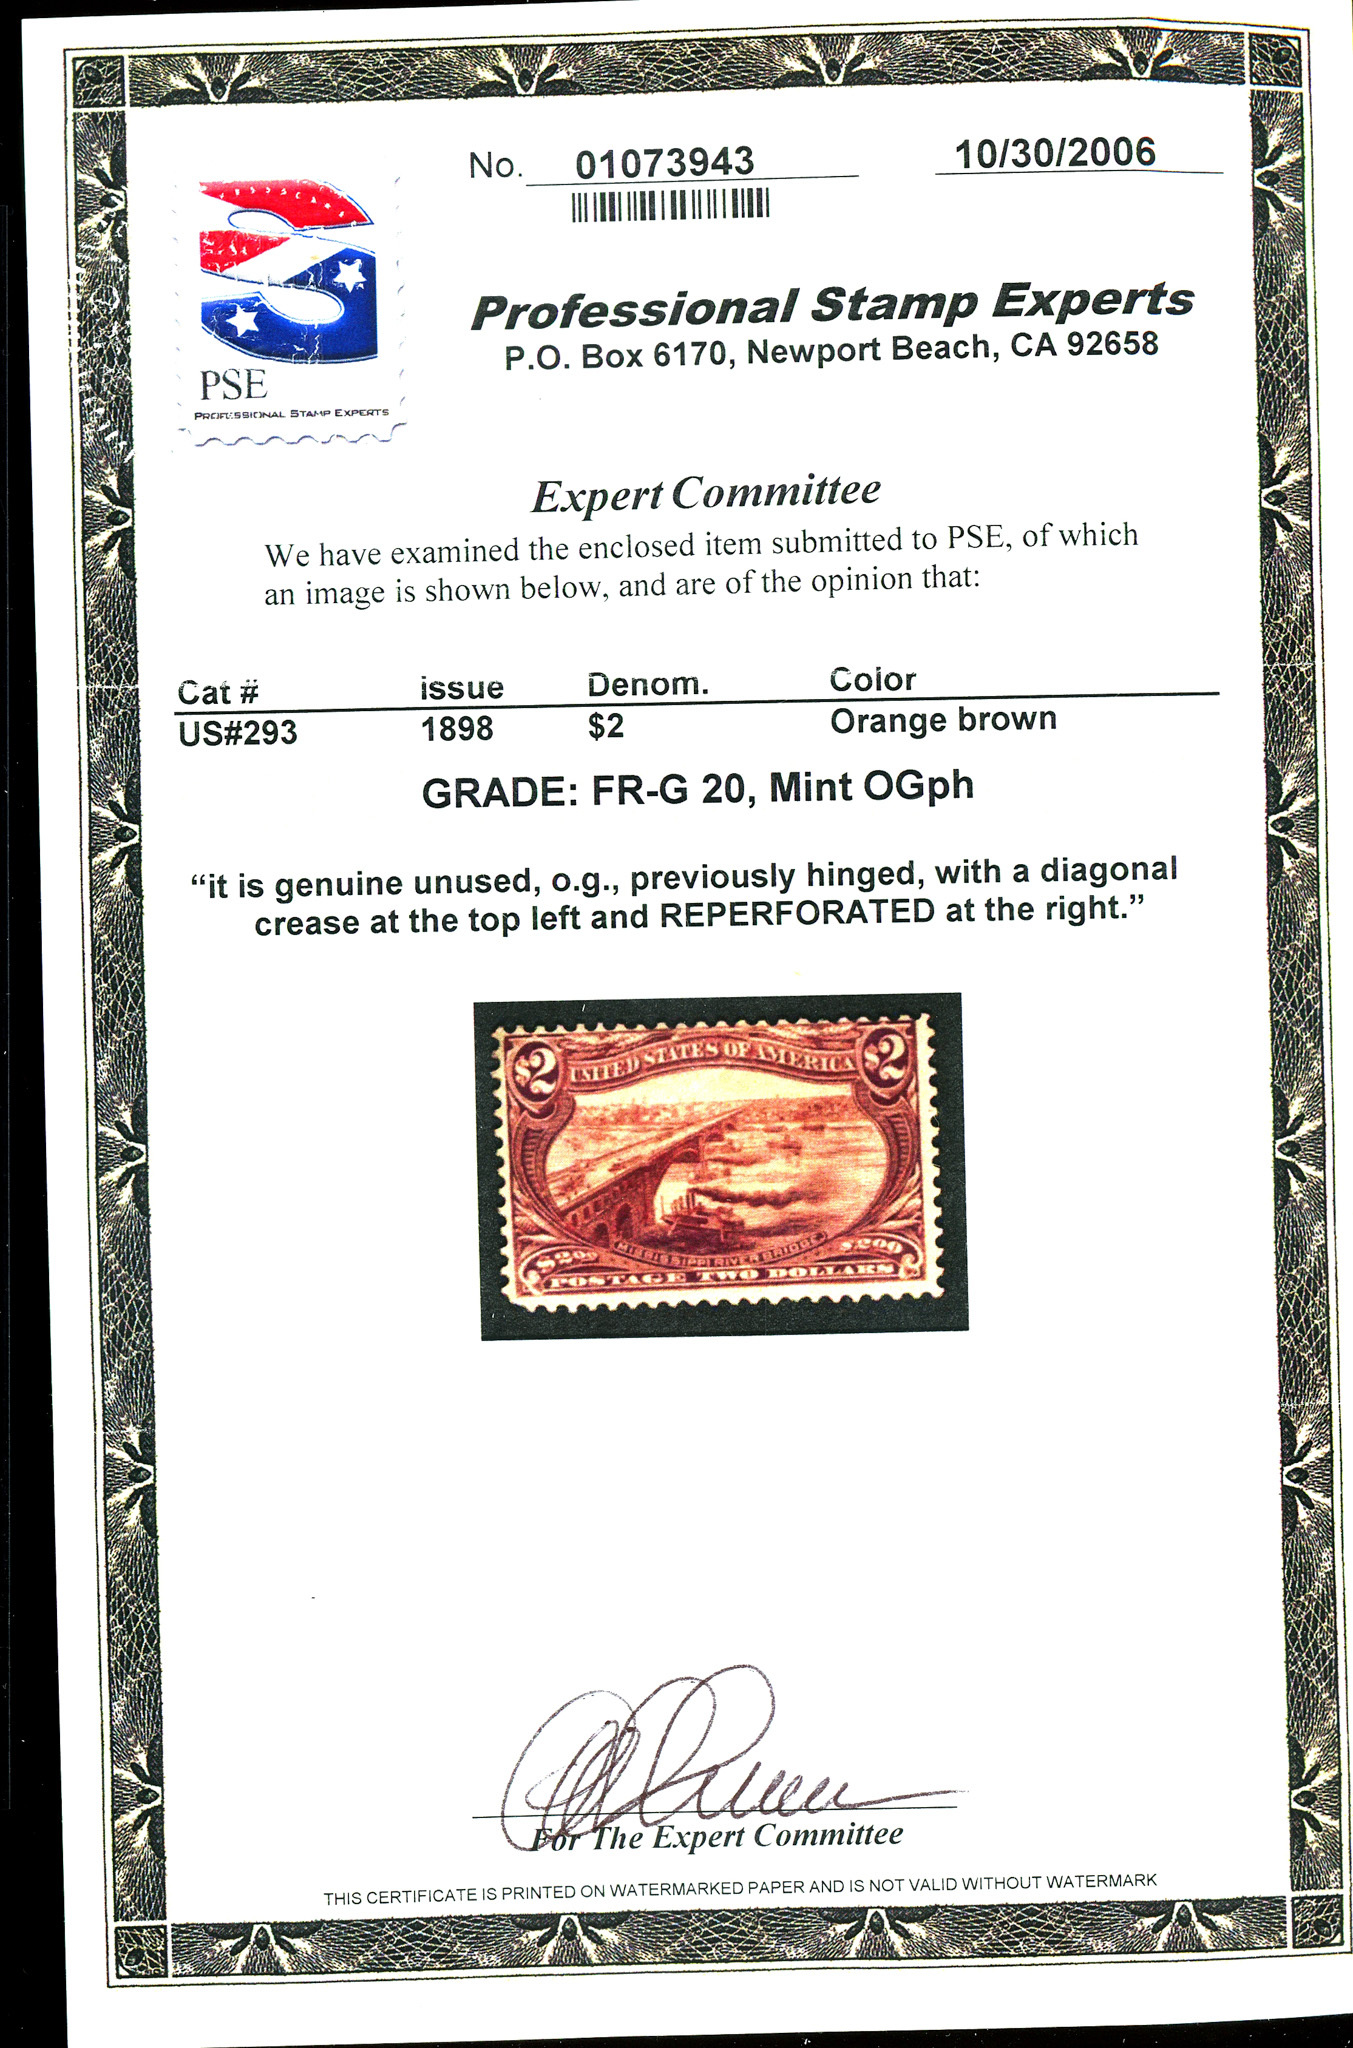 No. 01073943
10/30/2006
PSE
PROFESSIONAL STAMP EXPERTS
Professional Stamp Experts
P.O. Box 6170, Newport Beach, CA 92658
Expert Committee
We have examined the enclosed item submitted to PSE, of which
an image is shown below, and are of the opinion that:
Cat # issue Denom. Color
US#293 1898 $2 Orange brown
GRADE: FR-G 20, Mint OGph
“it is genuine unused, o.g., previously hinged, with a diagonal
crease at the top left and REPERFORATED at the right.”
$2 UNITED STATES OF AMERICA $2
MISSISSIPPI RIVER BRIDGE
$200 $200
POSTAGE TWO DOLLARS
For The Expert Committee
THIS CERTIFICATE IS PRINTED ON WATERMARKED PAPER AND IS NOT VALID WITHOUT WATERMARK